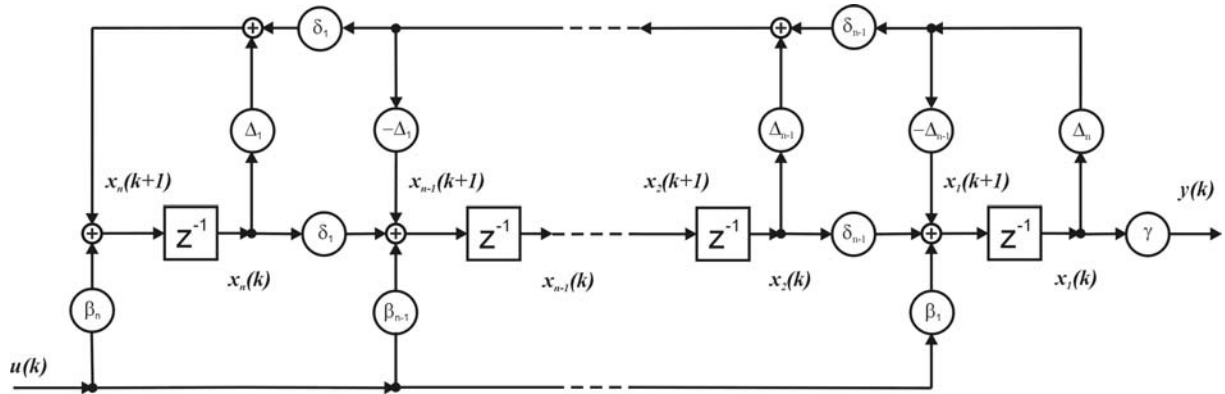 δ₁ δₙ₋₁
Δ₁ −Δ₁ Δₙ₋₁ −Δₙ₋₁ Δₙ
xₙ(k+1) xₙ₋₁(k+1) x₂(k+1) x₁(k+1) y(k)
z⁻¹ δ₁ z⁻¹ z⁻¹ δₙ₋₁ z⁻¹ γ
xₙ(k) xₙ₋₁(k) x₂(k) x₁(k)
βₙ βₙ₋₁ β₁
u(k)